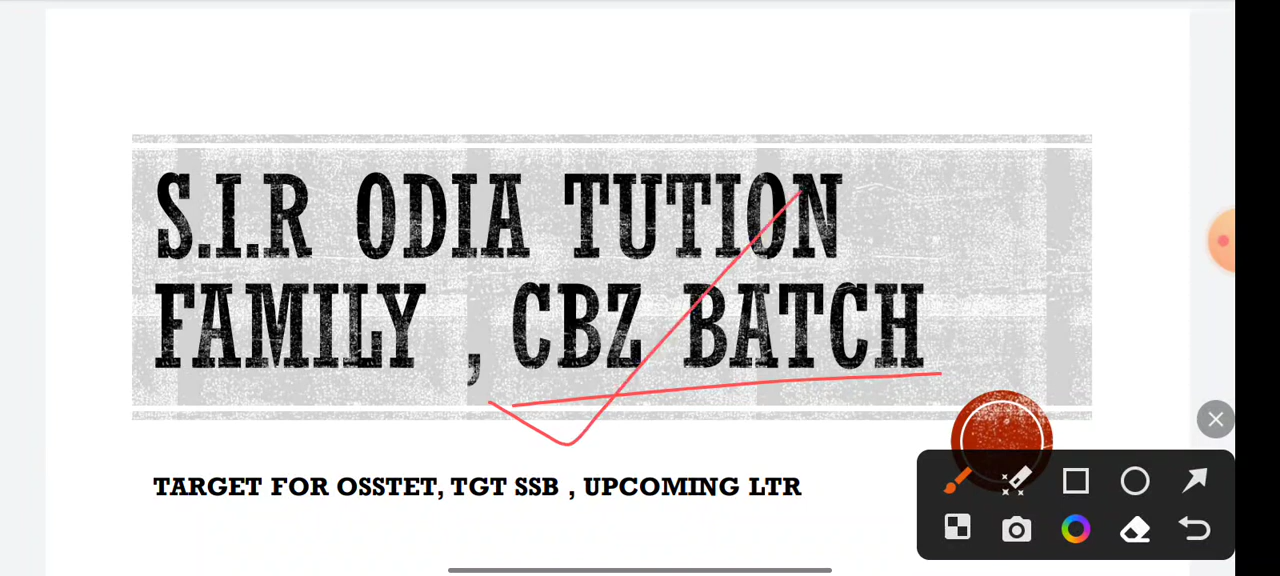 S.I.R ODIA TUTION
FAMILY , CBZ BATCH
TARGET FOR OSSTET, TGT SSB , UPCOMING LTR